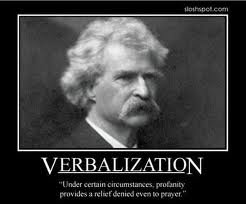 sloshspot.com
VERBALIZATION
"Under certain circumstances, profanity
provides a relief denied even to prayer."